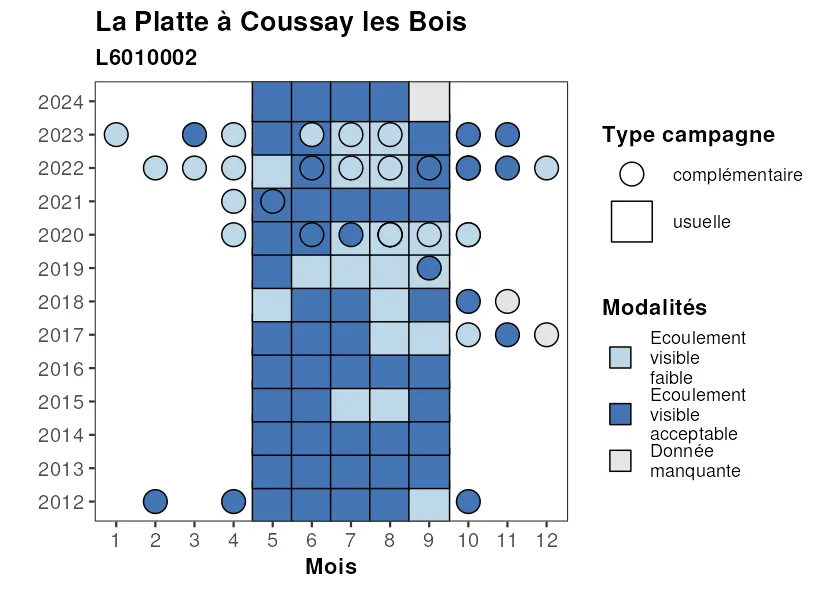 La Platte à Coussay les Bois
L6010002
2024
2023
2022
2021
2020
2019
2018
2017
2016
2015
2014
2013
2012
1 2 3 4 5 6 7 8 9 10 11 12
Mois
Type campagne
complémentaire
usuelle
Modalités
Ecoulement
visible
faible
Ecoulement
visible
acceptable
Donnée
manquante